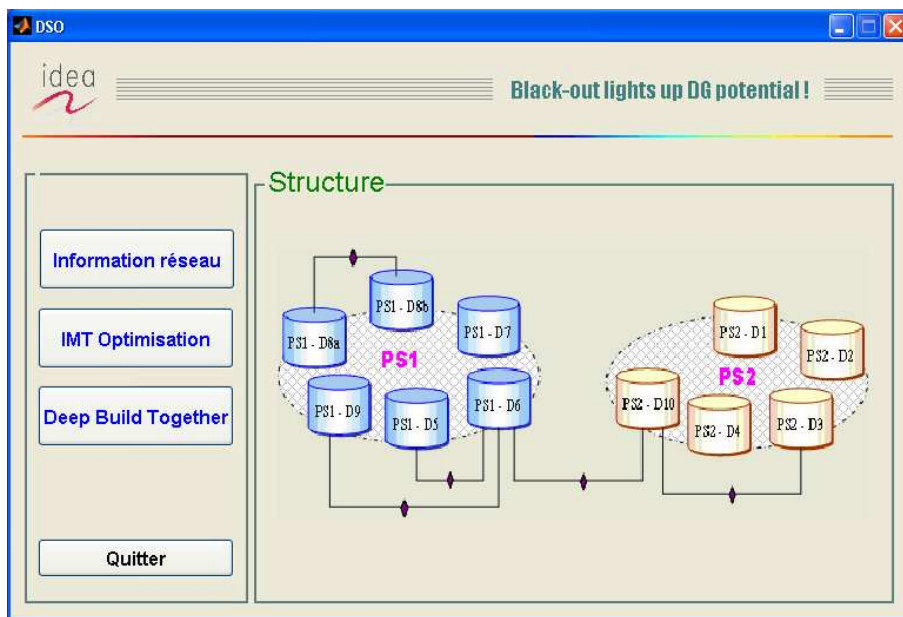 DSO
idea
Black-out lights up DG potential !
Structure
Information réseau
IMT Optimisation
Deep Build Together
Quitter
PS1 - D8b
PS1 - D8a
PS1 - D7
PS1
PS1 - D9
PS1 - D5
PS1 - D6
PS2 - D1
PS2 - D2
PS2
PS2 - D10
PS2 - D4
PS2 - D3